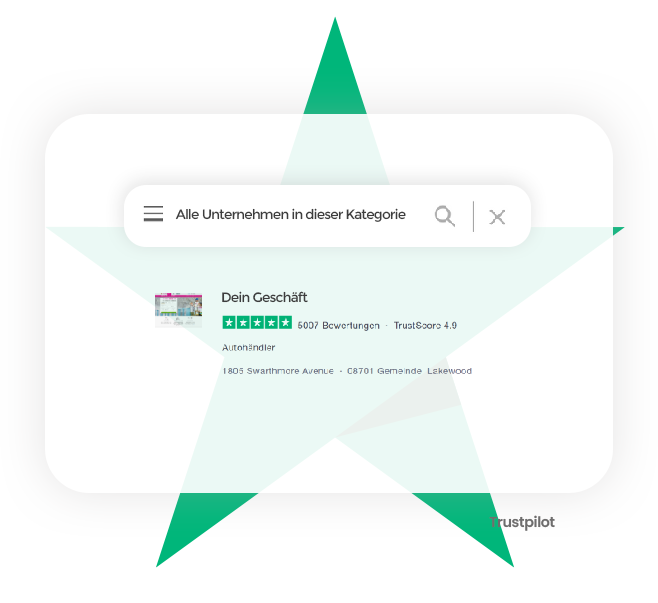 Alle Unternehmen in dieser Kategorie
Dein Geschäft
5007 Bewertungen · TrustScore 4.9
Autohändler
1805 Swarthmore Avenue · 08701 Gemeinde Lakewood
Trustpilot